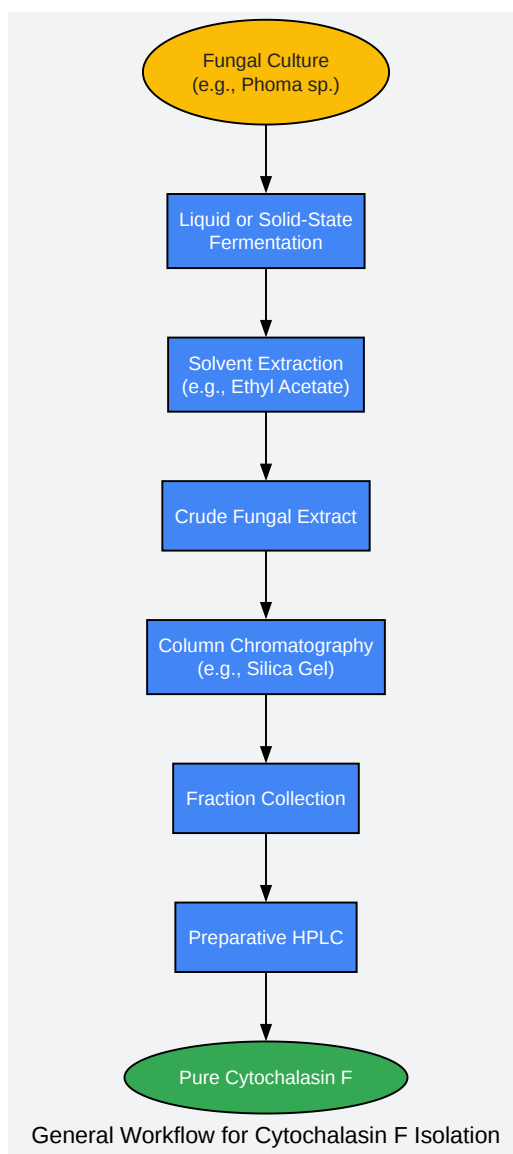 Fungal Culture
(e.g., Phoma sp.)
Liquid or Solid-State
Fermentation
Solvent Extraction
(e.g., Ethyl Acetate)
Crude Fungal Extract
Column Chromatography
(e.g., Silica Gel)
Fraction Collection
Preparative HPLC
Pure Cytochalasin F
General Workflow for Cytochalasin F Isolation